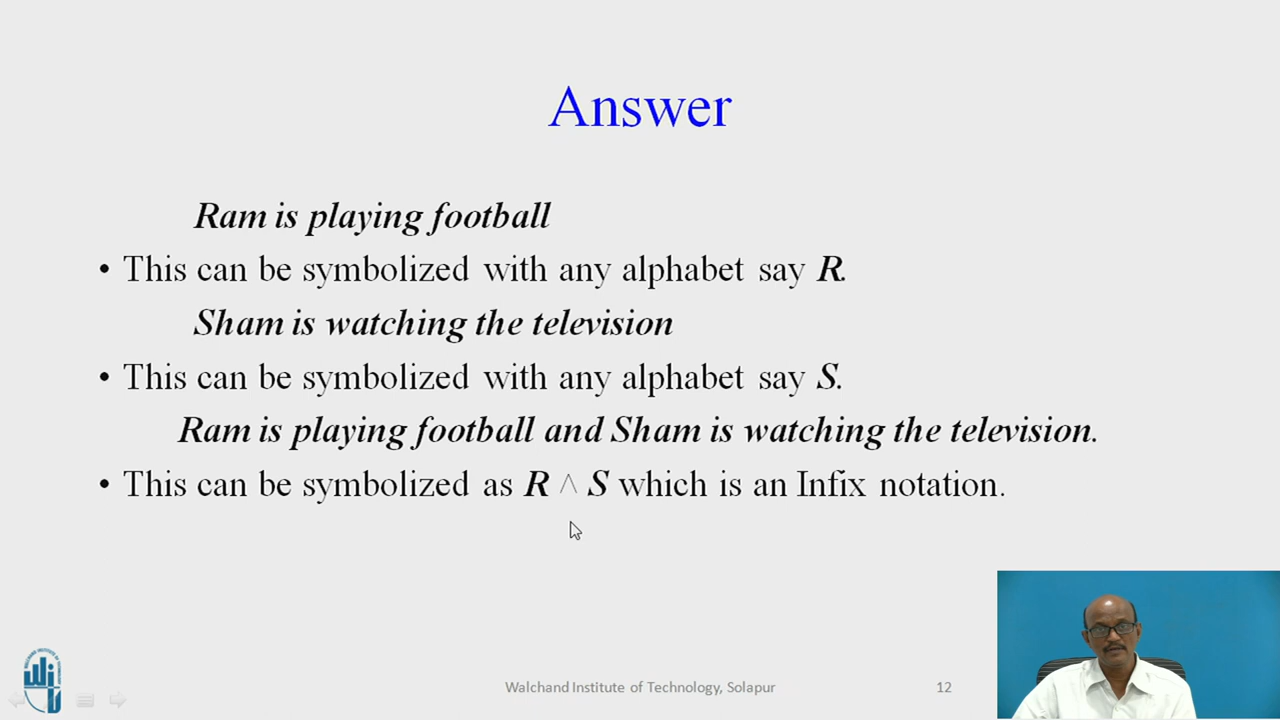 Answer
Ram is playing football
• This can be symbolized with any alphabet say R.
Sham is watching the television
• This can be symbolized with any alphabet say S.
Ram is playing football and Sham is watching the television.
• This can be symbolized as R ^ S which is an Infix notation.
Walchand Institute of Technology, Solapur
12